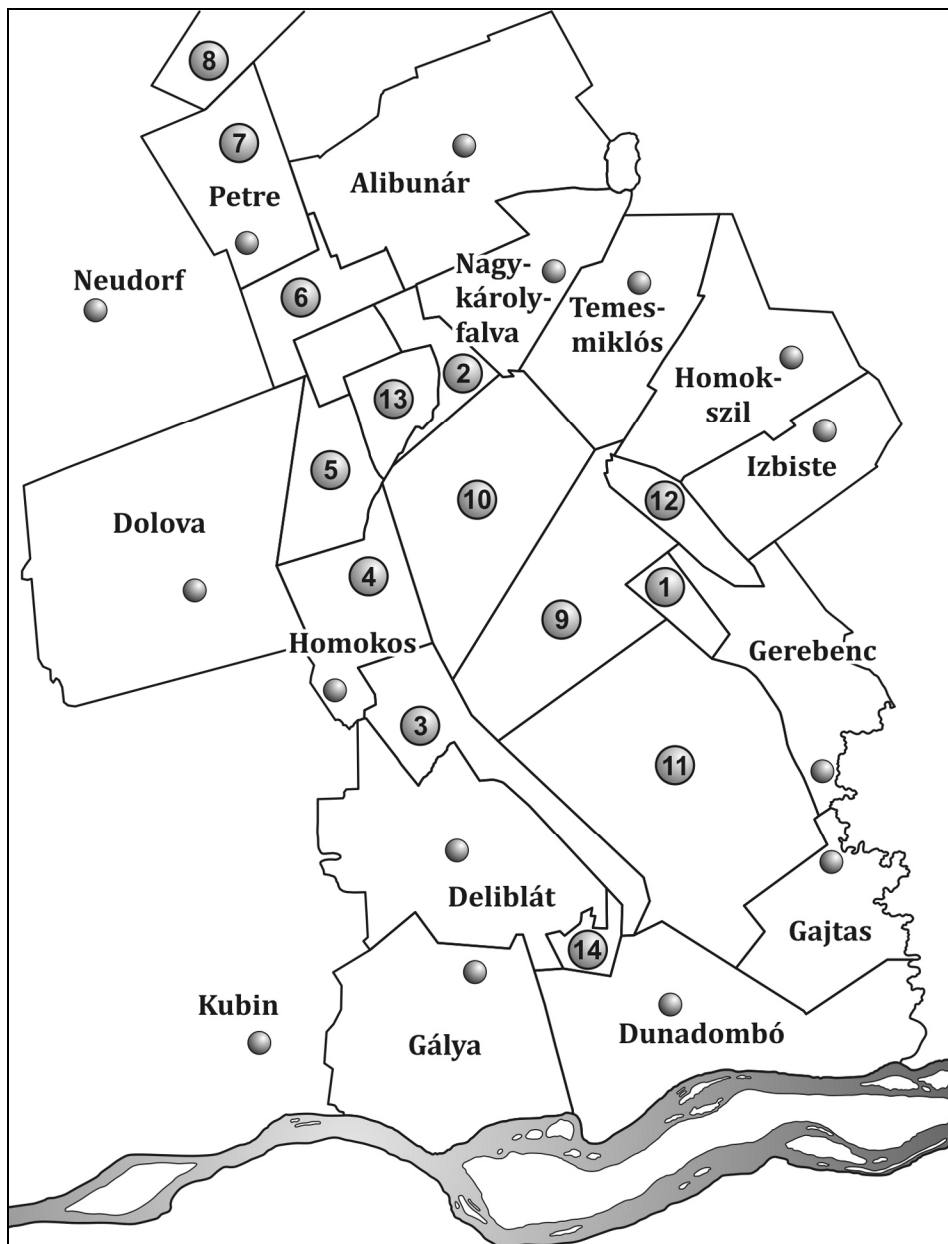 8
7
Petre
Alibunár
Neudorf
6
Nagy-
károly-
falva
Temes-
miklós
2
13
Homok-
szil
5
10
12
Izbiste
Dolova
4
1
9
Homokos
Gerebenc
3
11
Deliblát
14
Gajtas
Kubin
Gálya
Dunadombó